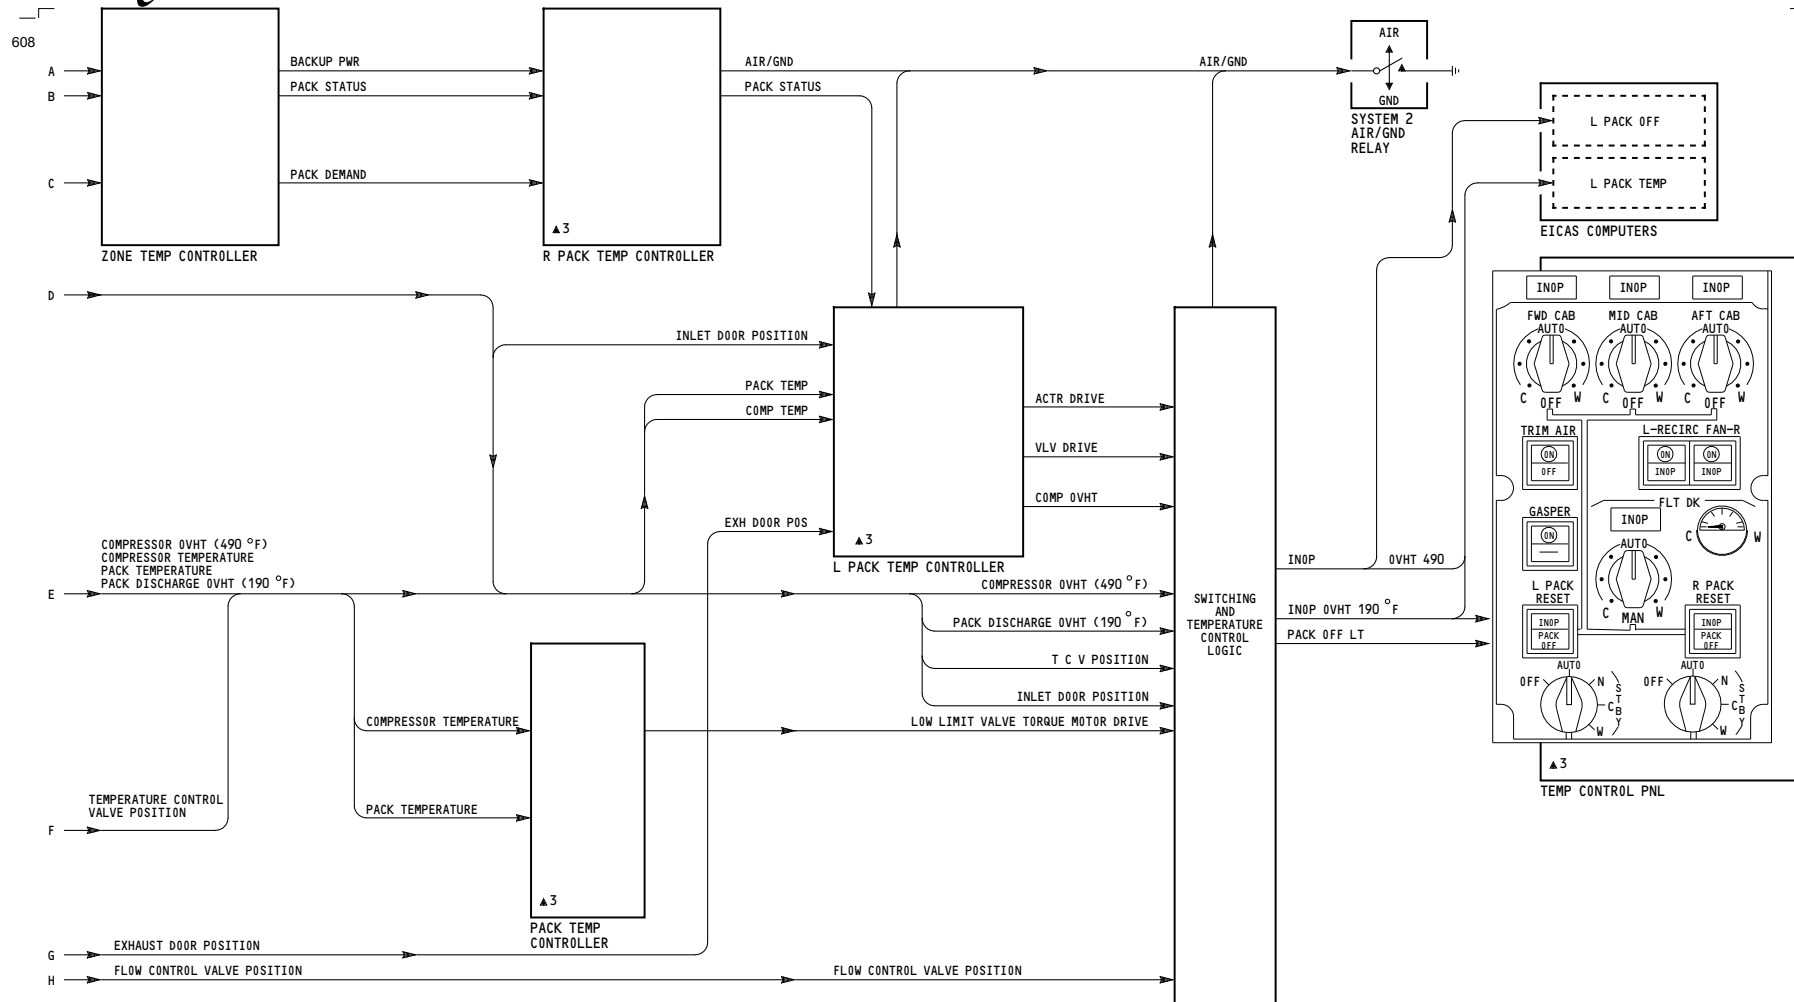 608
A
B
C
D
E
F
G
H
BACKUP PWR
PACK STATUS
PACK DEMAND
ZONE TEMP CONTROLLER
AIR/GND
PACK STATUS
▲3
R PACK TEMP CONTROLLER
AIR/GND
AIR
GND
SYSTEM 2
AIR/GND
RELAY
L PACK OFF
L PACK TEMP
EICAS COMPUTERS
INLET DOOR POSITION
PACK TEMP
COMP TEMP
EXH DOOR POS
▲3
L PACK TEMP CONTROLLER
ACTR DRIVE
VLV DRIVE
COMP OVHT
COMPRESSOR OVHT (490 °F)
COMPRESSOR TEMPERATURE
PACK TEMPERATURE
PACK DISCHARGE OVHT (190 °F)
COMPRESSOR OVHT (490 °F)
PACK DISCHARGE OVHT (190 °F)
T C V POSITION
INLET DOOR POSITION
LOW LIMIT VALVE TORQUE MOTOR DRIVE
COMPRESSOR TEMPERATURE
PACK TEMPERATURE
▲3
PACK TEMP
CONTROLLER
TEMPERATURE CONTROL
VALVE POSITION
EXHAUST DOOR POSITION
FLOW CONTROL VALVE POSITION
FLOW CONTROL VALVE POSITION
SWITCHING
AND
TEMPERATURE
CONTROL
LOGIC
INOP
OVHT 490
INOP OVHT 190 °F
PACK OFF LT
INOP
INOP
INOP
FWD CAB
MID CAB
AFT CAB
AUTO
AUTO
AUTO
C
OFF
W
C
OFF
W
C
OFF
W
TRIM AIR
ON
OFF
L-RECIRC FAN-R
ON
INOP
ON
INOP
GASPER
ON
FLT DK
INOP
C
W
AUTO
C
MAN
W
L PACK
RESET
INOP
PACK
OFF
R PACK
RESET
INOP
PACK
OFF
AUTO
OFF
N
C
W
STBY
AUTO
OFF
N
C
W
STBY
▲3
TEMP CONTROL PNL